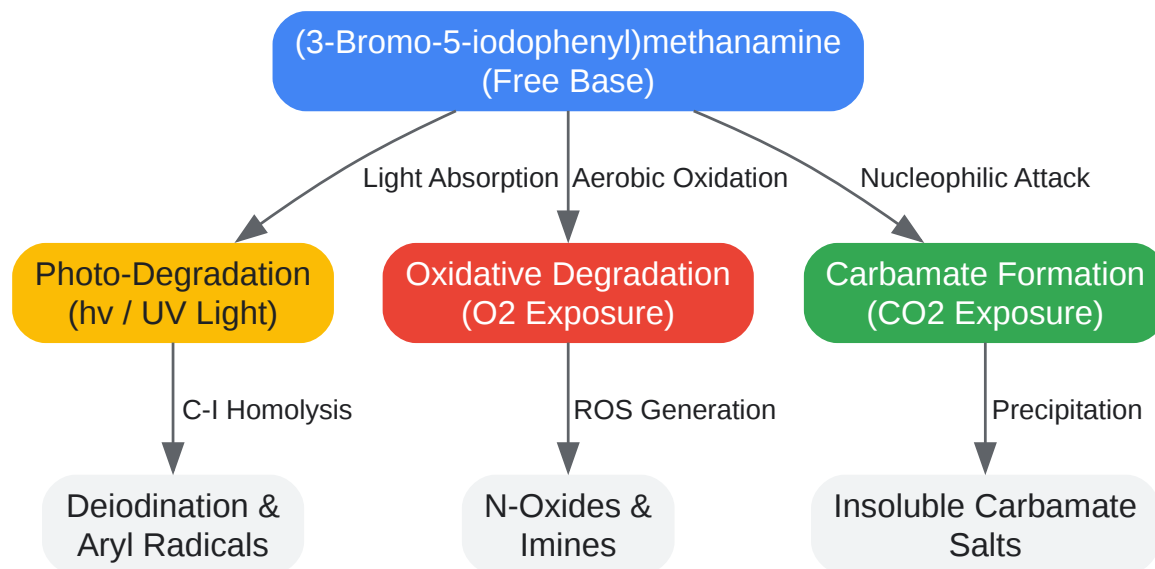 (3-Bromo-5-iodophenyl)methanamine
(Free Base)
Light Absorption
Aerobic Oxidation
Nucleophilic Attack
Photo-Degradation
(hv / UV Light)
Oxidative Degradation
(O2 Exposure)
Carbamate Formation
(CO2 Exposure)
C-I Homolysis
ROS Generation
Precipitation
Deiodination &
Aryl Radicals
N-Oxides &
Imines
Insoluble Carbamate
Salts